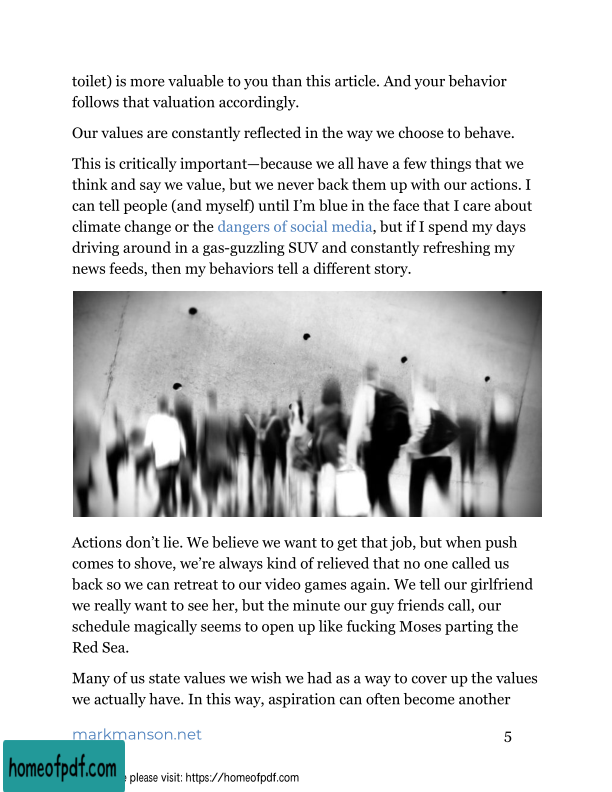 toilet) is more valuable to you than this article. And your behavior
follows that valuation accordingly.
Our values are constantly reflected in the way we choose to behave.
This is critically important—because we all have a few things that we
think and say we value, but we never back them up with our actions. I
can tell people (and myself) until I’m blue in the face that I care about
climate change or the dangers of social media, but if I spend my days
driving around in a gas-guzzling SUV and constantly refreshing my
news feeds, then my behaviors tell a different story.
Actions don’t lie. We believe we want to get that job, but when push
comes to shove, we’re always kind of relieved that no one called us
back so we can retreat to our video games again. We tell our girlfriend
we really want to see her, but the minute our guy friends call, our
schedule magically seems to open up like fucking Moses parting the
Red Sea.
Many of us state values we wish we had as a way to cover up the values
we actually have. In this way, aspiration can often become another
markmanson.net 5
homeofpdf.com
please visit: https://homeofpdf.com